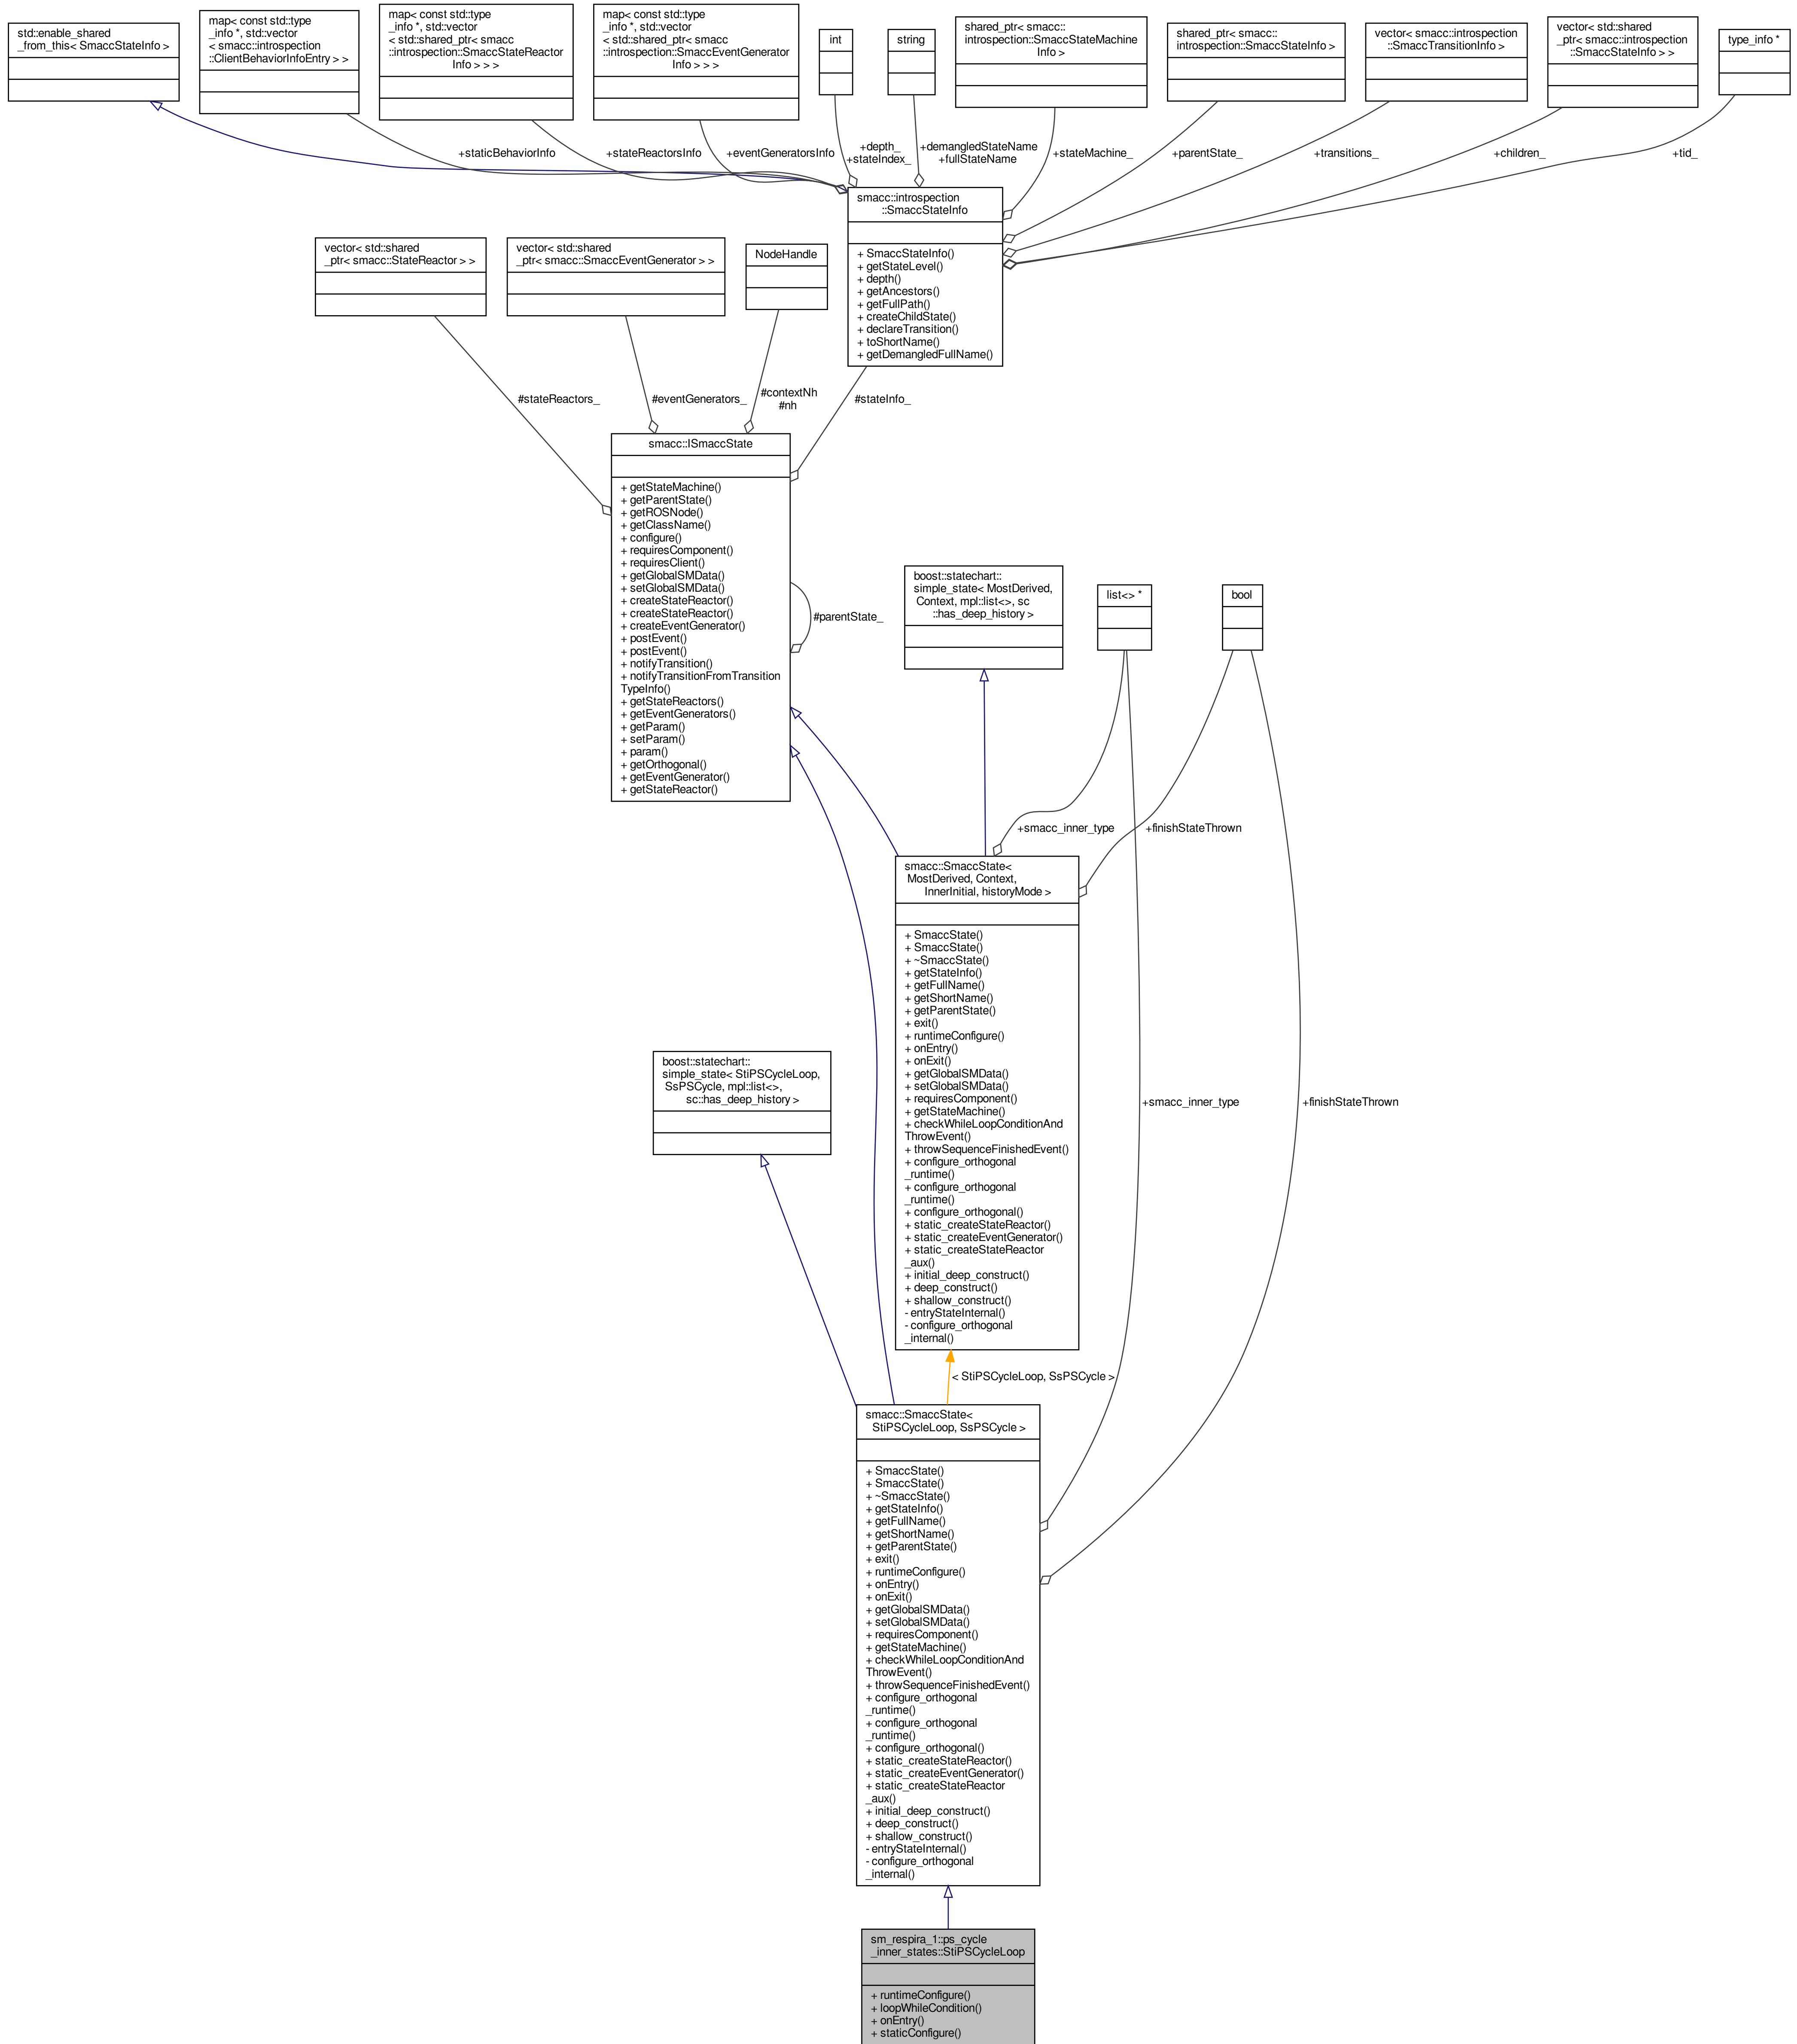 std::enable_shared
_from_this< SmaccStateInfo >
map< const std::type
_info *, std::vector
< smacc::introspection
::ClientBehaviorInfoEntry > >
map< const std::type
_info *, std::vector
< std::shared_ptr< smacc
::introspection::SmaccStateReactor
Info > > >
map< const std::type
_info *, std::vector
< std::shared_ptr< smacc
::introspection::SmaccEventGenerator
Info > > >
int
string
shared_ptr< smacc::
introspection::SmaccStateMachine
Info >
shared_ptr< smacc::
introspection::SmaccStateInfo >
vector< smacc::introspection
::SmaccTransitionInfo >
vector< std::shared
_ptr< smacc::introspection
::SmaccStateInfo > >
type_info *
+staticBehaviorInfo
+stateReactorsInfo
+eventGeneratorsInfo
+depth_
+stateIndex_
+demangledStateName
+fullStateName
+stateMachine_
+parentState_
+transitions_
+children_
+tid_
smacc::introspection
::SmaccStateInfo
+ SmaccStateInfo()
+ getStateLevel()
+ depth()
+ getAncestors()
+ getFullPath()
+ createChildState()
+ declareTransition()
+ toShortName()
+ getDemangledFullName()
vector< std::shared
_ptr< smacc::StateReactor > >
vector< std::shared
_ptr< smacc::SmaccEventGenerator > >
NodeHandle
#stateReactors_
#eventGenerators_
#contextNh
#nh
#stateInfo_
smacc::ISmaccState
+ getStateMachine()
+ getParentState()
+ getROSNode()
+ getClassName()
+ configure()
+ requiresComponent()
+ requiresClient()
+ getGlobalSMData()
+ setGlobalSMData()
+ createStateReactor()
+ createStateReactor()
+ createEventGenerator()
+ postEvent()
+ postEvent()
+ notifyTransition()
+ notifyTransitionFromTransition
TypeInfo()
+ getStateReactors()
+ getEventGenerators()
+ getParam()
+ setParam()
+ param()
+ getOrthogonal()
+ getEventGenerator()
+ getStateReactor()
#parentState_
boost::statechart::
simple_state< MostDerived,
Context, mpl::list<>, sc
::has_deep_history >
list<> *
bool
+smacc_inner_type
+finishStateThrown
smacc::SmaccState<
MostDerived, Context,
InnerInitial, historyMode >
+ SmaccState()
+ SmaccState()
+ ~SmaccState()
+ getStateInfo()
+ getFullName()
+ getShortName()
+ getParentState()
+ exit()
+ runtimeConfigure()
+ onEntry()
+ onExit()
+ getGlobalSMData()
+ setGlobalSMData()
+ requiresComponent()
+ getStateMachine()
+ checkWhileLoopConditionAnd
ThrowEvent()
+ throwSequenceFinishedEvent()
+ configure_orthogonal
_runtime()
+ configure_orthogonal
_runtime()
+ configure_orthogonal()
+ static_createStateReactor()
+ static_createEventGenerator()
+ static_createStateReactor
_aux()
+ initial_deep_construct()
+ deep_construct()
+ shallow_construct()
- entryStateInternal()
- configure_orthogonal
_internal()
boost::statechart::
simple_state< StiPSCycleLoop,
SsPSCycle, mpl::list<>,
sc::has_deep_history >
+smacc_inner_type
+finishStateThrown
< StiPSCycleLoop, SsPSCycle >
smacc::SmaccState<
StiPSCycleLoop, SsPSCycle >
+ SmaccState()
+ SmaccState()
+ ~SmaccState()
+ getStateInfo()
+ getFullName()
+ getShortName()
+ getParentState()
+ exit()
+ runtimeConfigure()
+ onEntry()
+ onExit()
+ getGlobalSMData()
+ setGlobalSMData()
+ requiresComponent()
+ getStateMachine()
+ checkWhileLoopConditionAnd
ThrowEvent()
+ throwSequenceFinishedEvent()
+ configure_orthogonal
_runtime()
+ configure_orthogonal
_runtime()
+ configure_orthogonal()
+ static_createStateReactor()
+ static_createEventGenerator()
+ static_createStateReactor
_aux()
+ initial_deep_construct()
+ deep_construct()
+ shallow_construct()
- entryStateInternal()
- configure_orthogonal
_internal()
sm_respira_1::ps_cycle
_inner_states::StiPSCycleLoop
+ runtimeConfigure()
+ loopWhileCondition()
+ onEntry()
+ staticConfigure()